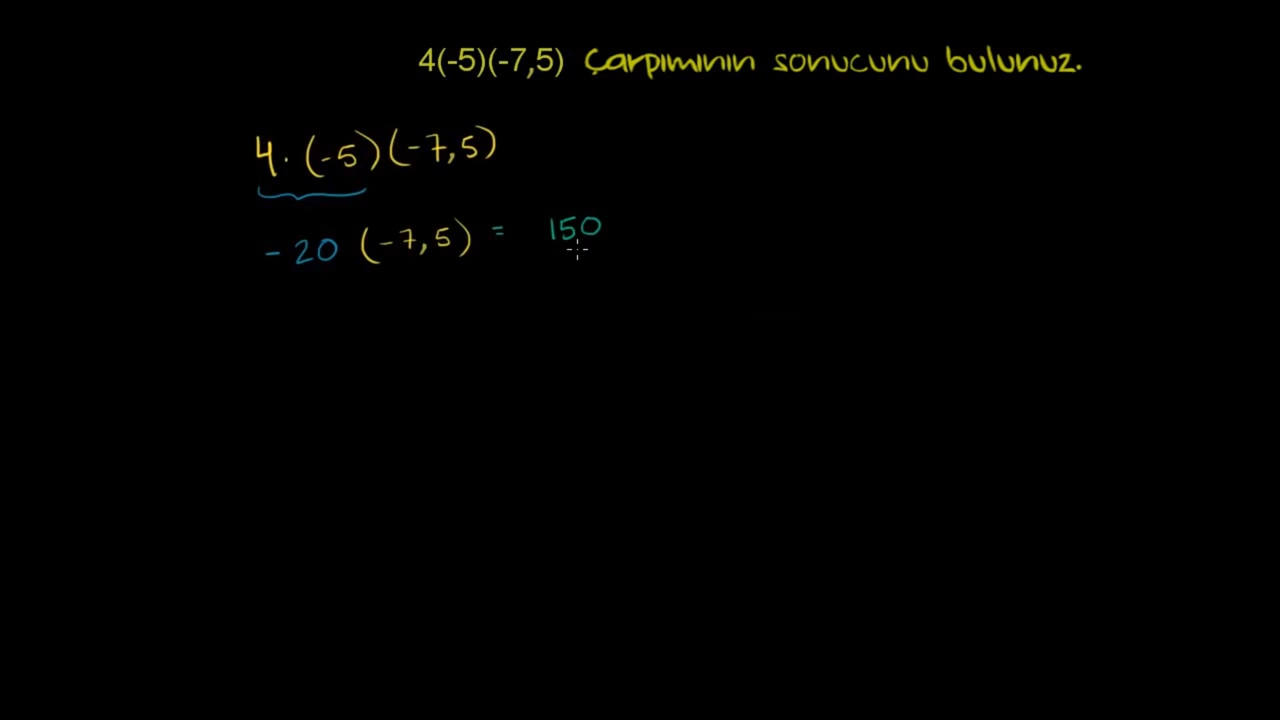 4(-5)(-7,5) Çarpımının sonucunu bulunuz.
4.(-5)(-7,5)
-20 (-7,5) = 150